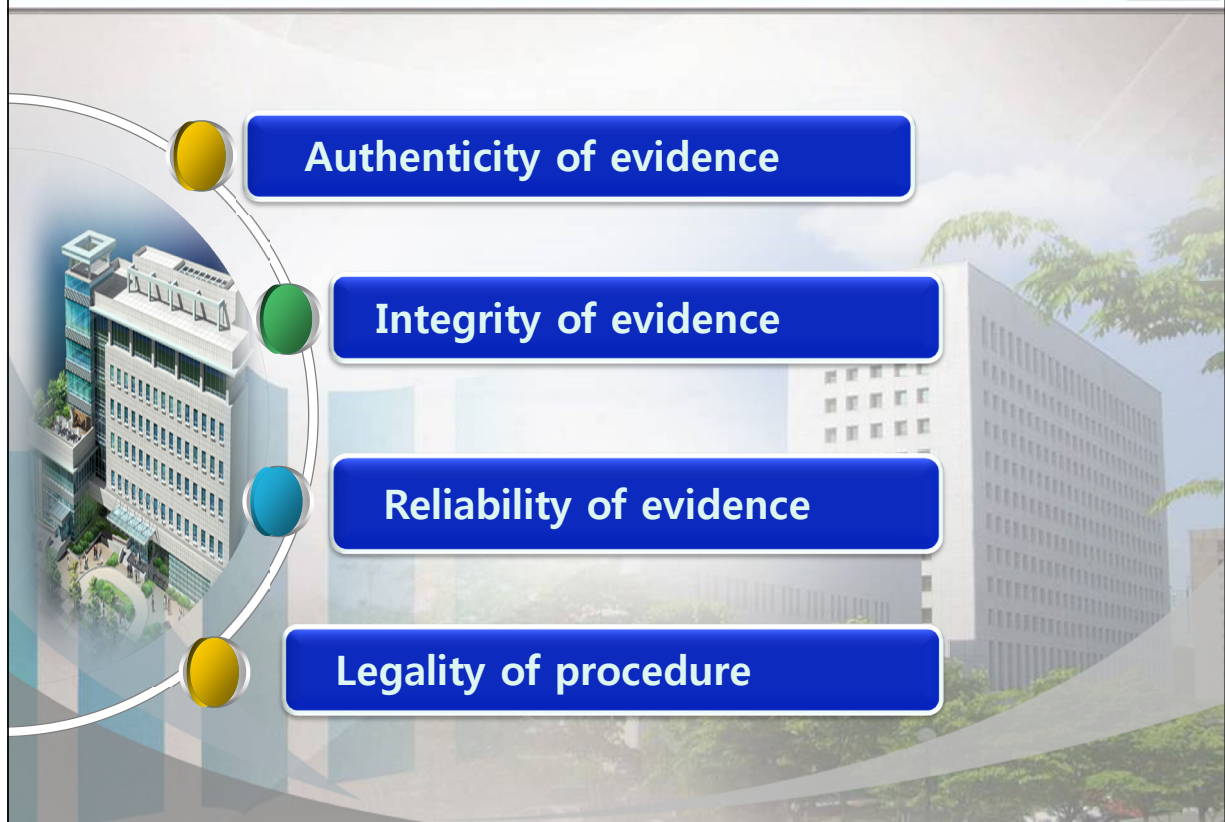 Authenticity of evidence
Integrity of evidence
Reliability of evidence
Legality of procedure